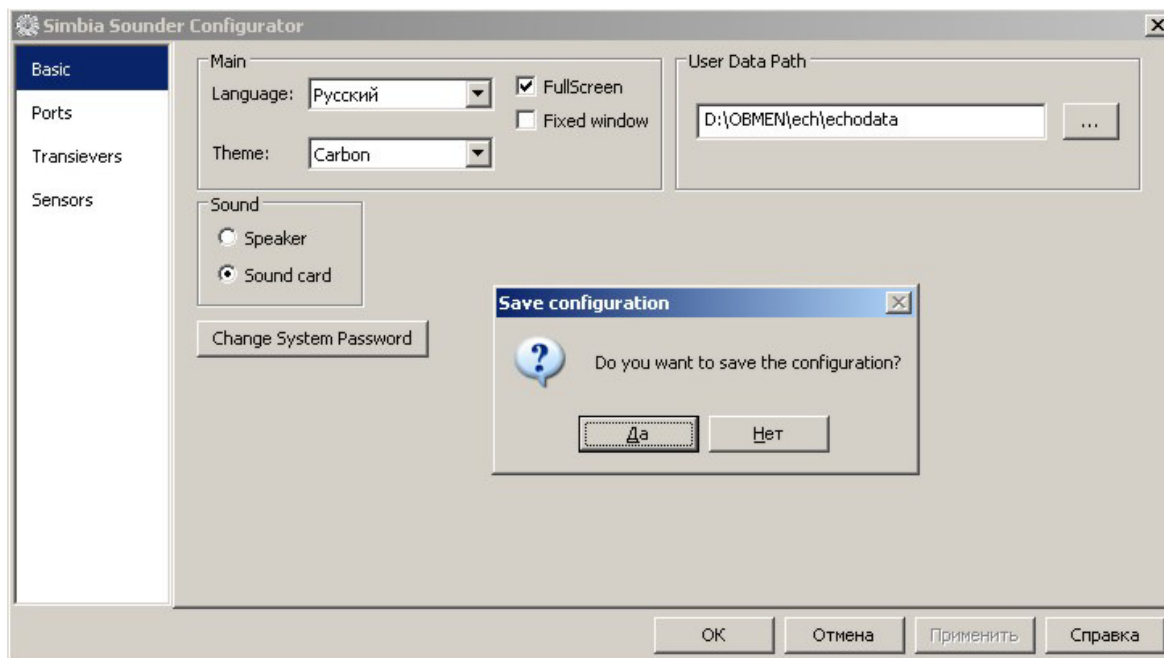 Simbia Sounder Configurator
Basic
Ports
Transievers
Sensors
Main
Language: Русский
FullScreen
Fixed window
Theme: Carbon
User Data Path
D:\OBMEN\ech\echodata
...
Sound
Speaker
Sound card
Change System Password
Save configuration
Do you want to save the configuration?
Да
Нет
ОК
Отмена
Применить
Справка